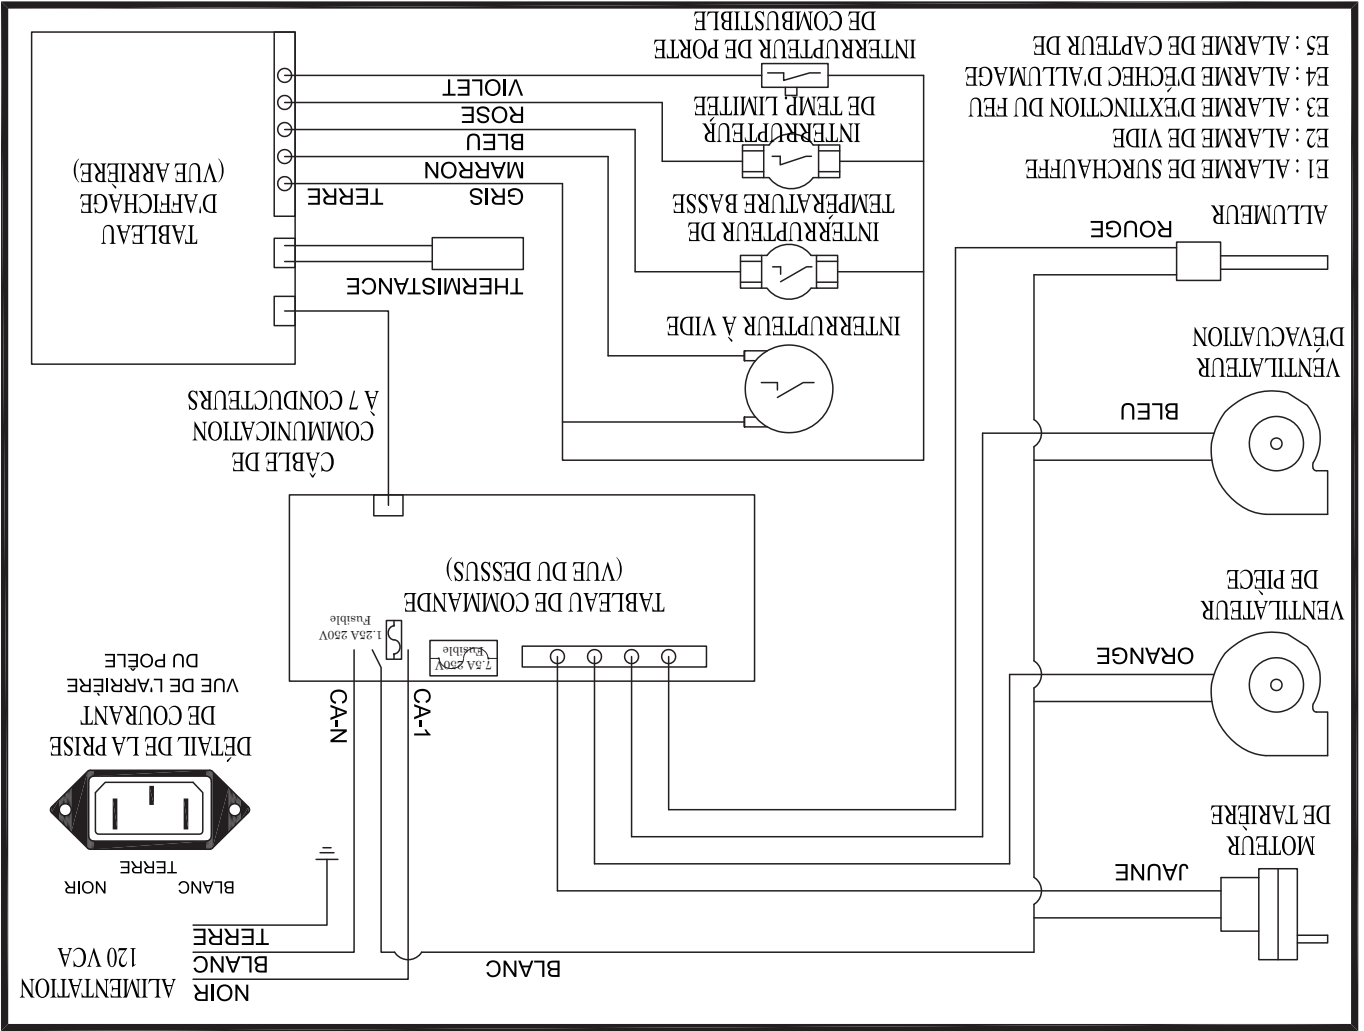 MOTEUR
DE TARIÈRE
JAUNE
VENTILATEUR
DE PIÈCE
ORANGE
VENTILATEUR
D'ÉVACUATION
BLEU
ALLUMEUR
ROUGE
E1 : ALARME DE SURCHAUFFE
E2 : ALARME DE VIDE
E3 : ALARME D'EXTINCTION DU FEU
E4 : ALARME D'ÉCHEC D'ALLUMAGE
E5 : ALARME DE CAPTEUR DE
BLANC
ALIMENTATION
120 VCA
NOIR
BLANC
TERRE
BLANC
TERRE
NOIR
DÉTAIL DE LA PRISE
DE COURANT
VUE DE L'ARRIÈRE
DU POÊLE
CA-1
CA-N
7.5A 250V
Fusible
1.25A 250V
Fusible
TABLEAU DE COMMANDE
(VUE DU DESSUS)
CÂBLE DE
COMMUNICATION
À 7 CONDUCTEURS
INTERRUPTEUR À VIDE
INTERRUPTEUR DE
TEMPÉRATURE BASSE
INTERRUPTEUR
DE TEMP LIMITÉE
INTERRUPTEUR DE PORTE
DE COMBUSTIBLE
THERMISTANCE
GRIS
TERRE
MARRON
BLEU
ROSE
VIOLET
TABLEAU
D'AFFICHAGE
(VUE ARRIÈRE)